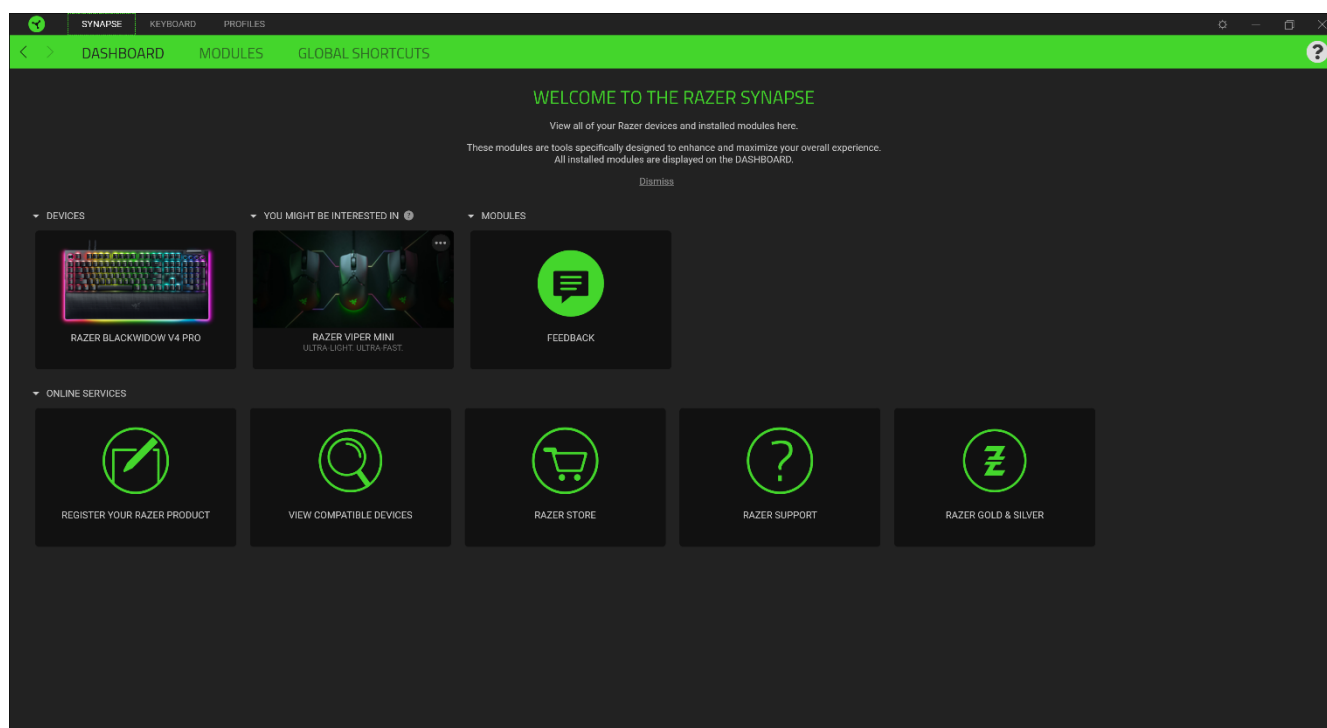 SYNAPSE KEYBOARD PROFILES
DASHBOARD MODULES GLOBAL SHORTCUTS
?
WELCOME TO THE RAZER SYNAPSE
View all of your Razer devices and installed modules here.
These modules are tools specifically designed to enhance and maximize your overall experience.
All installed modules are displayed on the DASHBOARD.
Dismiss
DEVICES
RAZER BLACKWIDOW V4 PRO
YOU MIGHT BE INTERESTED IN ?
RAZER VIPER MINI
ULTRA-LIGHT. ULTRA-FAST.
MODULES
FEEDBACK
ONLINE SERVICES
REGISTER YOUR RAZER PRODUCT
VIEW COMPATIBLE DEVICES
RAZER STORE
?
RAZER SUPPORT
RAZER GOLD & SILVER